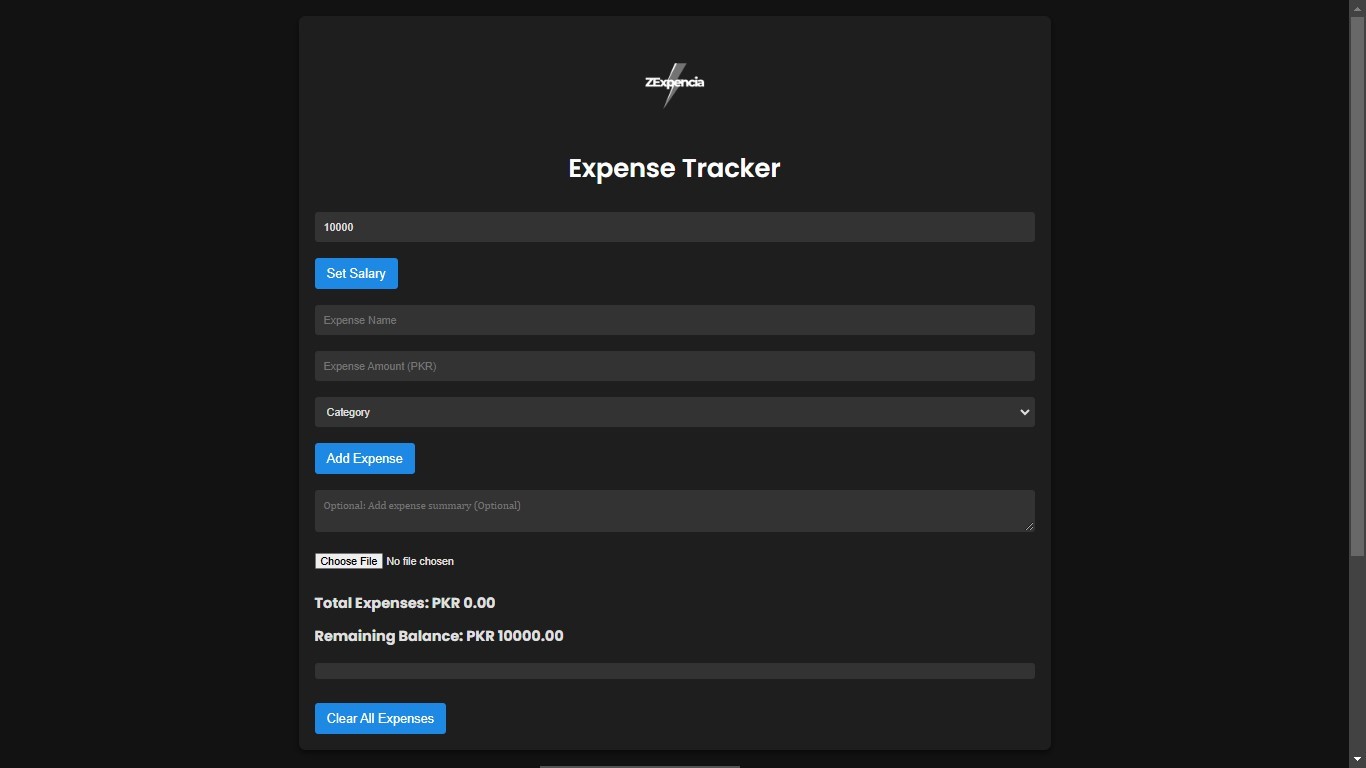 ZExpencia
Expense Tracker
10000
Set Salary
Expense Name
Expense Amount (PKR)
Category
Add Expense
Optional: Add expense summary (Optional)
Choose File No file chosen
Total Expenses: PKR 0.00
Remaining Balance: PKR 10000.00
Clear All Expenses